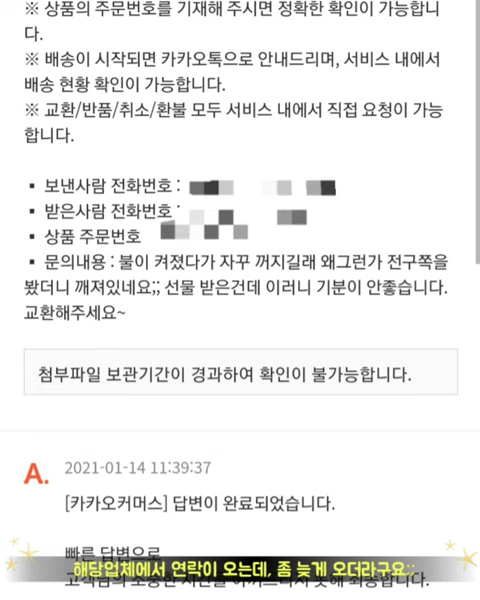 ※ 상품의 주문번호를 기재해 주시면 정확한 확인이 가능합니
다.
※ 배송이 시작되면 카카오톡으로 안내드리며, 서비스 내에서
배송 현황 확인이 가능합니다.
※ 교환/반품/취소/환불 모두 서비스 내에서 직접 요청이 가능
합니다.
▪ 보낸사람 전화번호 :
▪ 받은사람 전화번호 :
▪ 상품 주문번호
▪ 문의내용 : 불이 켜졌다가 자꾸 꺼지길래 왜그런가 전구쪽을
봤더니 깨져있네요;; 선물 받은건데 이러니 기분이 안좋습니다.
교환해주세요~
첨부파일 보관기간이 경과하여 확인이 불가능합니다.
A. 2021-01-14 11:39:37
[카카오커머스] 답변이 완료되었습니다.
빠른 답변으로
해당업체에서 연락이 오는데, 좀 늦게 오더라구요;;